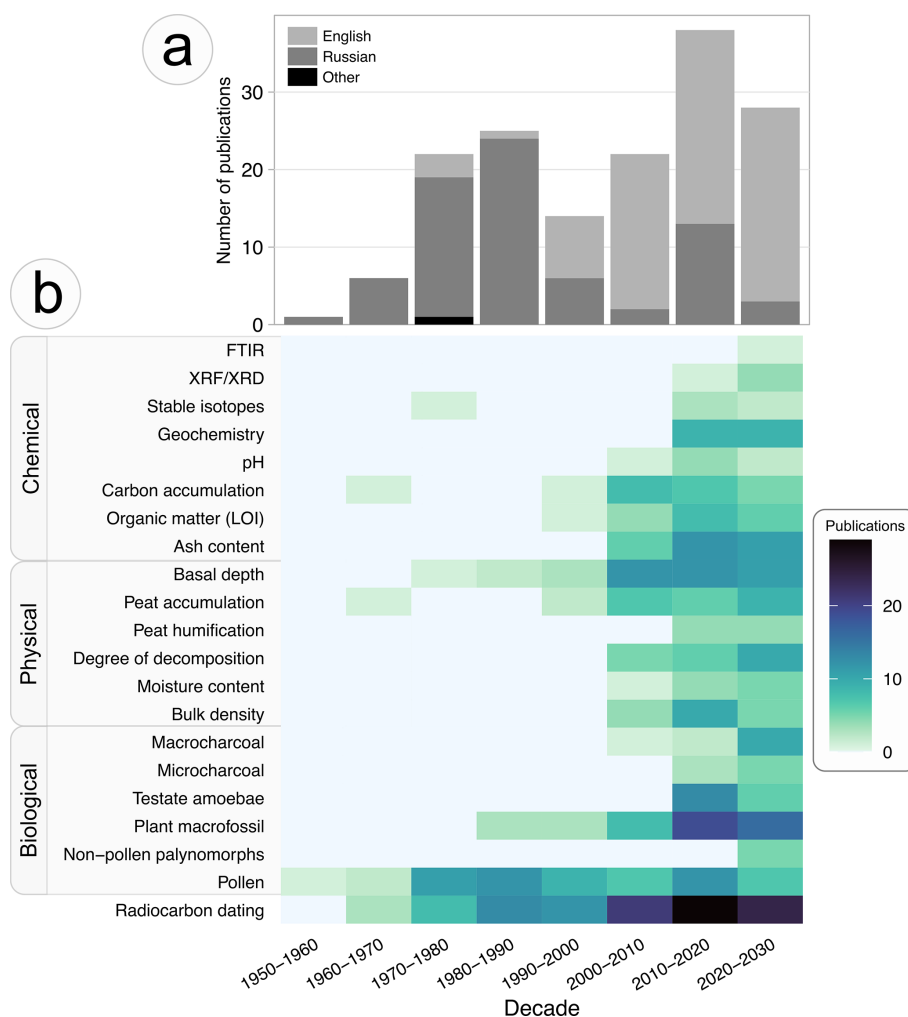 a
English
Russian
Other
Number of publications
30
20
10
0
b
Chemical
FTIR
XRF/XRD
Stable isotopes
Geochemistry
pH
Carbon accumulation
Organic matter (LOI)
Ash content
Physical
Basal depth
Peat accumulation
Peat humification
Degree of decomposition
Moisture content
Bulk density
Biological
Macrocharcoal
Microcharcoal
Testate amoebae
Plant macrofossil
Non−pollen palynomorphs
Pollen
Radiocarbon dating
Publications
20
10
0
1950−1960
1960−1970
1970−1980
1980−1990
1990−2000
2000−2010
2010−2020
2020−2030
Decade